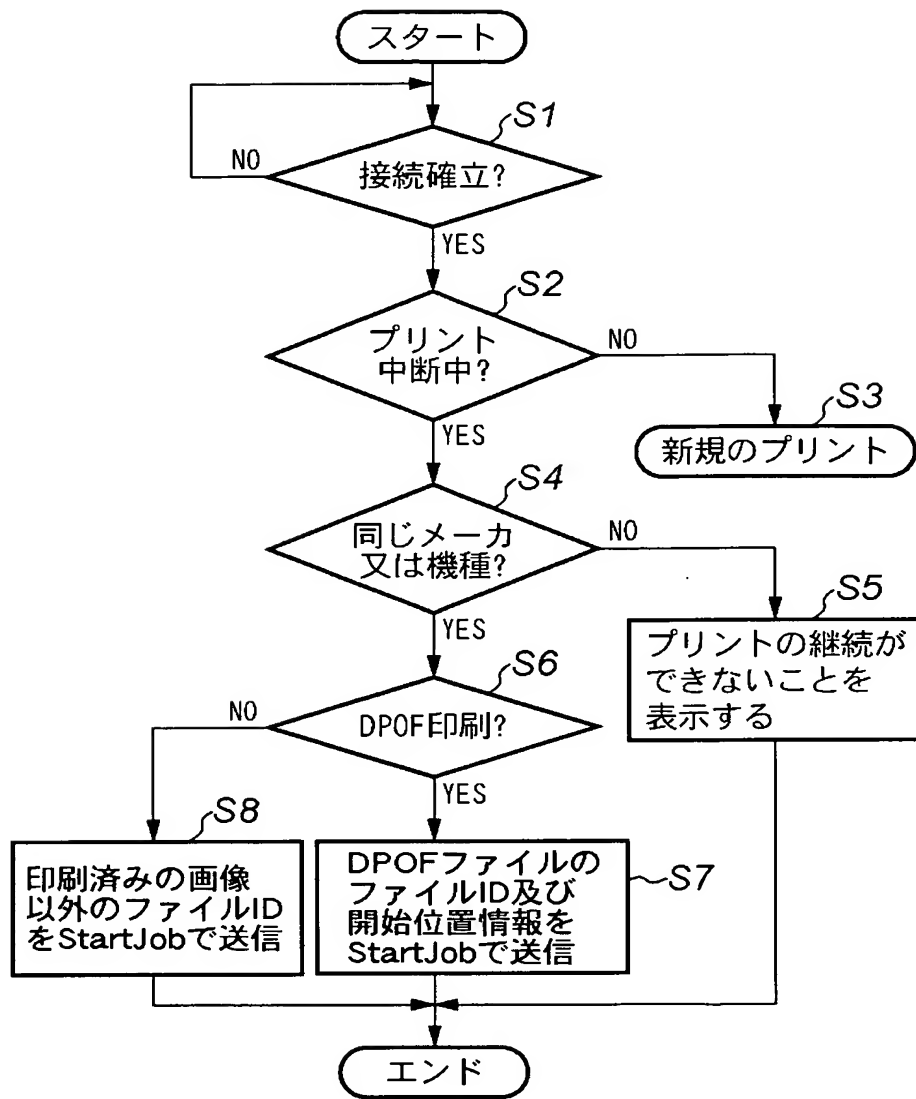 スタート
S1
接続確立?
NO
YES
S2
プリント
中断中?
NO
YES
S3
新規のプリント
S4
同じメーカ
又は機種?
NO
YES
S5
プリントの継続が
できないことを
表示する
S6
DPOF印刷?
NO
YES
S8
印刷済みの画像
以外のファイルID
をStartJobで送信
S7
DPOFファイルの
ファイルID及び
開始位置情報を
StartJobで送信
エンド